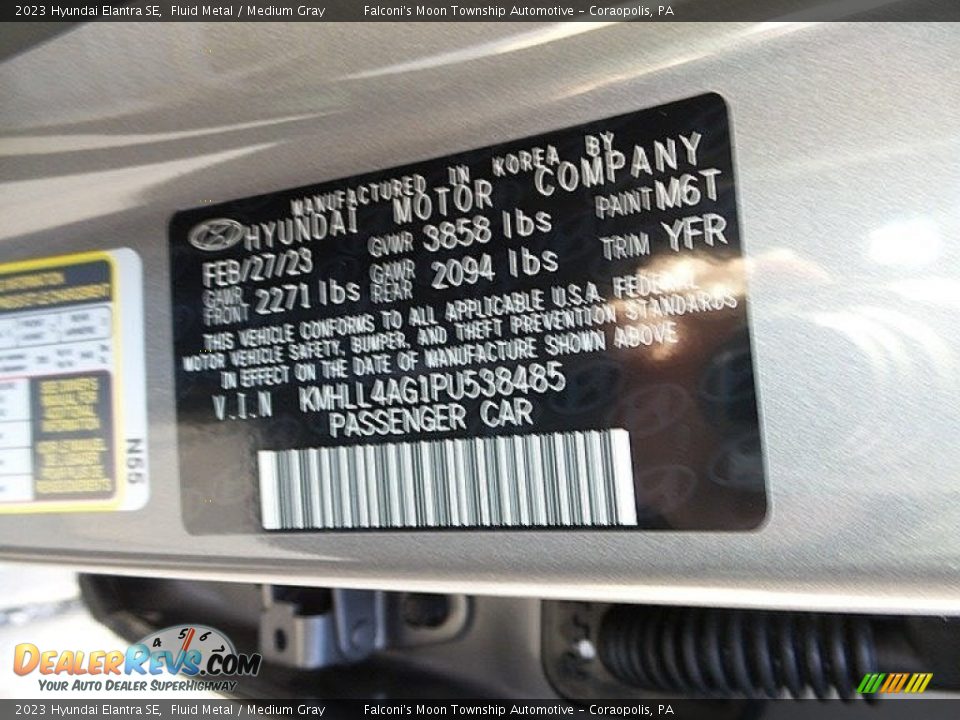 2023 Hyundai Elantra SE, Fluid Metal / Medium Gray Falconi's Moon Township Automotive - Coraopolis, PA
MANUFACTURED IN KOREA BY
HYUNDAI MOTOR COMPANY
FEB/27/23 GVWR 3858 lbs PAINT M6T
GAWR FRONT 2271 lbs GAWR REAR 2094 lbs TRIM YFR
THIS VEHICLE CONFORMS TO ALL APPLICABLE U.S.A. FEDERAL
MOTOR VEHICLE SAFETY, BUMPER, AND THEFT PREVENTION STANDARDS
IN EFFECT ON THE DATE OF MANUFACTURE SHOWN ABOVE
V.I.N KMHLL4AG1PU538485
PASSENGER CAR
N55
4 5 6
DEALERREVS.COM
YOUR AUTO DEALER SUPERHIGHWAY
2023 Hyundai Elantra SE, Fluid Metal / Medium Gray Falconi's Moon Township Automotive - Coraopolis, PA